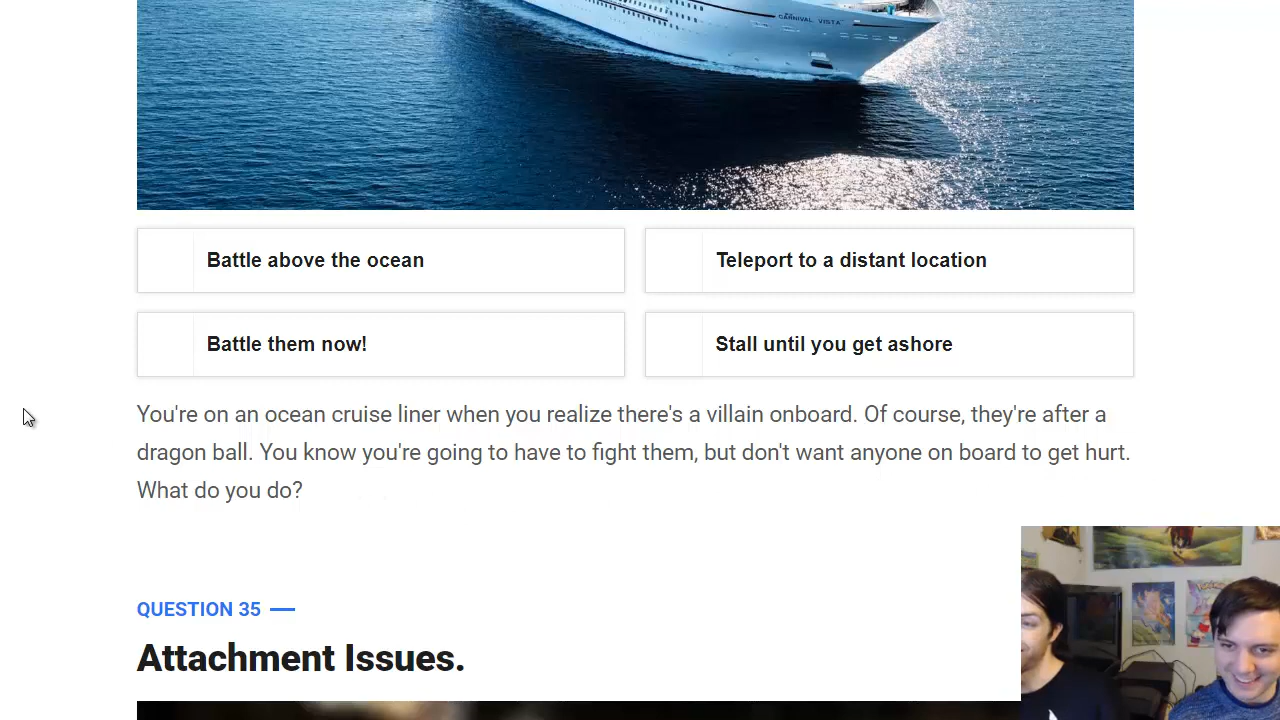 CARNIVAL VISTA
Battle above the ocean
Teleport to a distant location
Battle them now!
Stall until you get ashore
You're on an ocean cruise liner when you realize there's a villain onboard. Of course, they're after a
dragon ball. You know you're going to have to fight them, but don't want anyone on board to get hurt.
What do you do?
QUESTION 35
Attachment Issues.